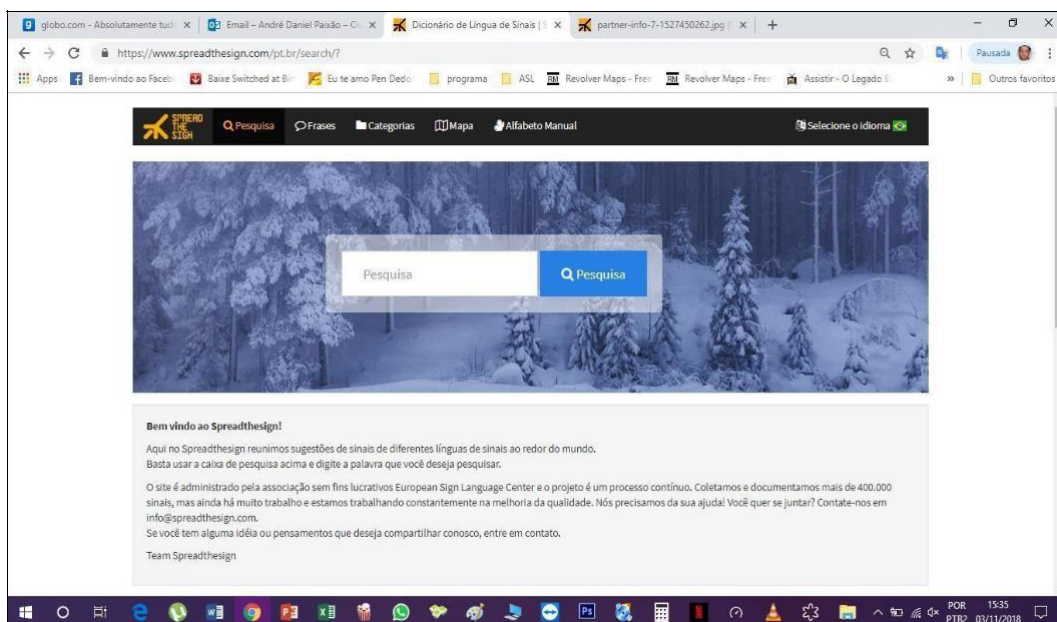 globo.com - Absolutamente tud
Email – André Daniel Paixão – O
Dicionário de Língua de Sinais | S
partner-info-7-1527450262.jpg (
https://www.spreadthesign.com/pt.br/search/?
Pausada
Apps
Bem-vindo ao Faceb
Baixe Switched at Bir
Eu te amo Pen Dedo
programa
ASL
RM Revolver Maps - Free
RM Revolver Maps - Free
Assistir - O Legado
Outros favoritos
SPREAD
THE
SIGN
Pesquisa
Frases
Categorias
Mapa
Alfabeto Manual
Selecione o idioma
Pesquisa
Pesquisa
Bem vindo ao Spreadthesign!
Aqui no Spreadthesign reunimos sugestões de sinais de diferentes línguas de sinais ao redor do mundo.
Basta usar a caixa de pesquisa acima e digite a palavra que você deseja pesquisar.
O site é administrado pela associação sem fins lucrativos European Sign Language Center e o projeto é um processo contínuo. Coletamos e documentamos mais de 400.000
sinais, mas ainda há muito trabalho e estamos trabalhando constantemente na melhoria da qualidade. Nós precisamos da sua ajuda! Você quer se juntar? Contate-nos em
info@spreadthesign.com.
Se você tem alguma idéia ou pensamentos que deseja compartilhar conosco, entre em contato.
Team Spreadthesign
POR
PTB2
15:35
03/11/2018